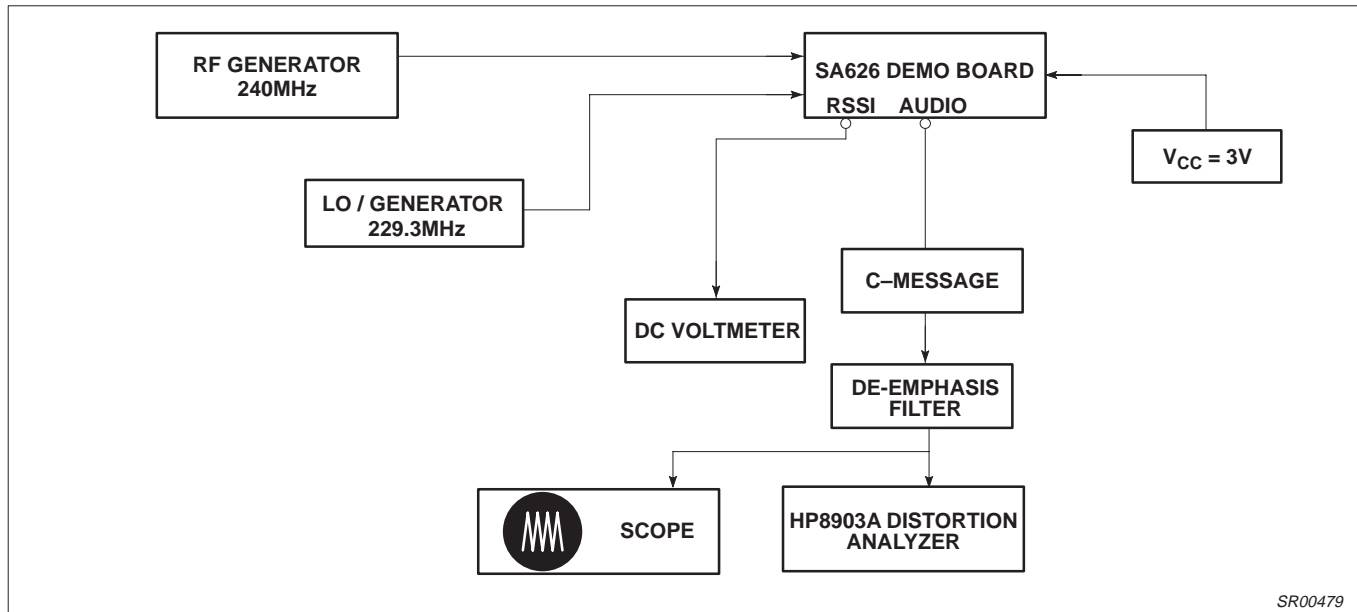 RF GENERATOR
240MHz
SA626 DEMO BOARD
RSSI AUDIO
VCC = 3V
LO / GENERATOR
229.3MHz
C–MESSAGE
DC VOLTMETER
DE-EMPHASIS
FILTER
SCOPE
HP8903A DISTORTION
ANALYZER
SR00479